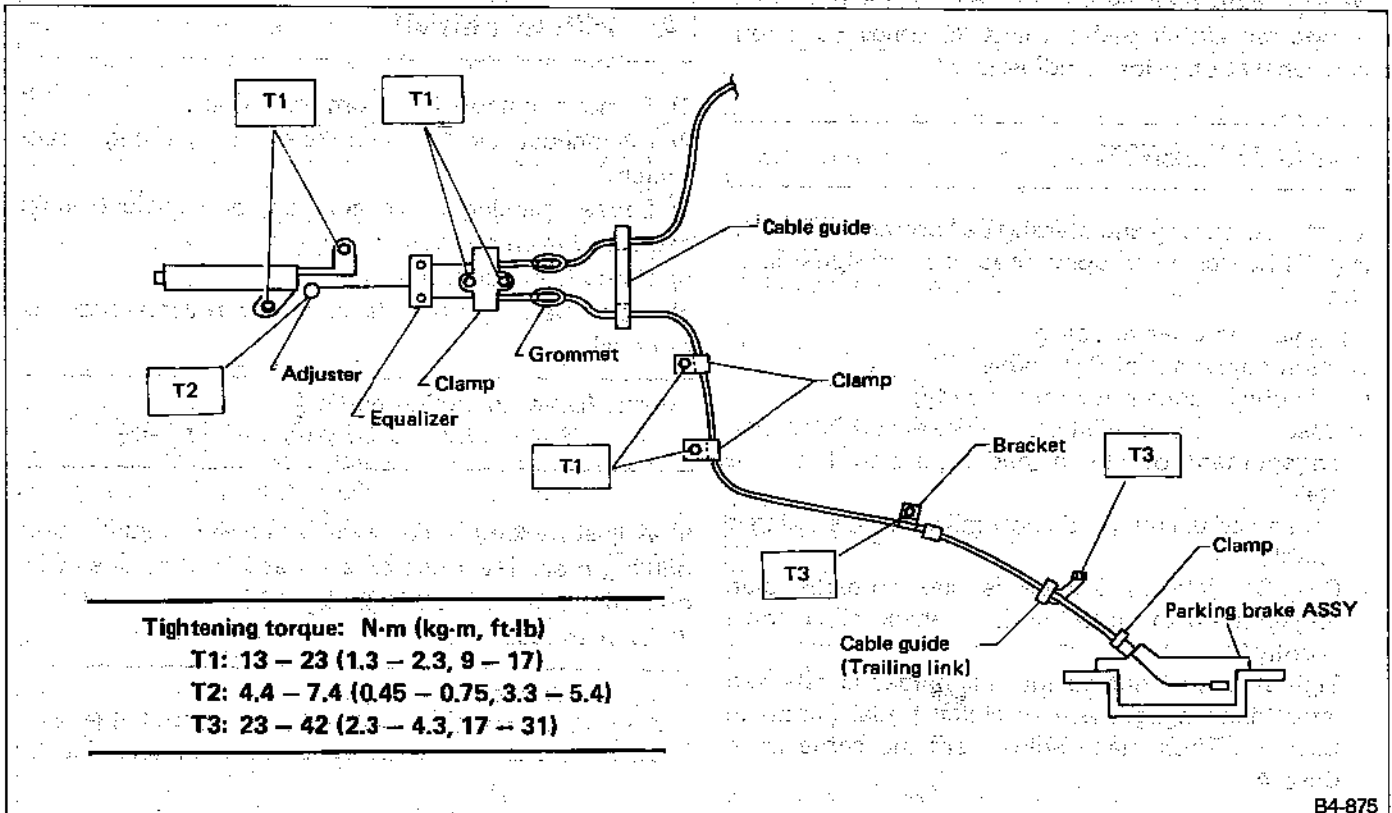 T1
T1
Cable guide
Grommet
Adjuster
Clamp
T2
Equalizer
Clamp
T1
Bracket
T3
T3
Clamp
Parking brake ASSY
Cable guide
(Trailing link)
Tightening torque: N·m (kg-m, ft-lb)
T1: 13 – 23 (1.3 – 2.3, 9 – 17)
T2: 4.4 – 7.4 (0.45 – 0.75, 3.3 – 5.4)
T3: 23 – 42 (2.3 – 4.3, 17 – 31)
B4-875